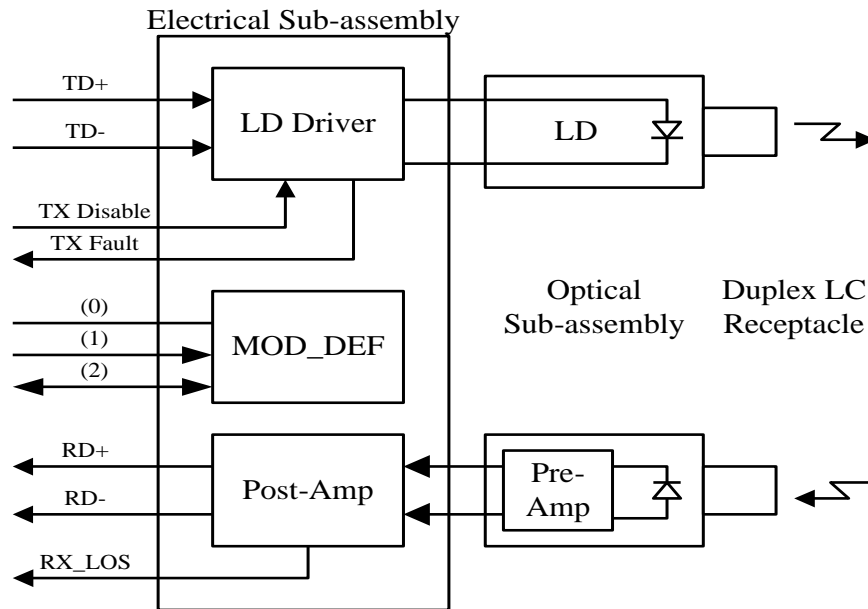 Electrical Sub-assembly
TD+
TD-
LD Driver
LD
TX Disable
TX Fault
(0)
(1)
(2)
MOD_DEF
Optical
Sub-assembly
Duplex LC
Receptacle
RD+
RD-
Post-Amp
Pre-
Amp
RX_LOS